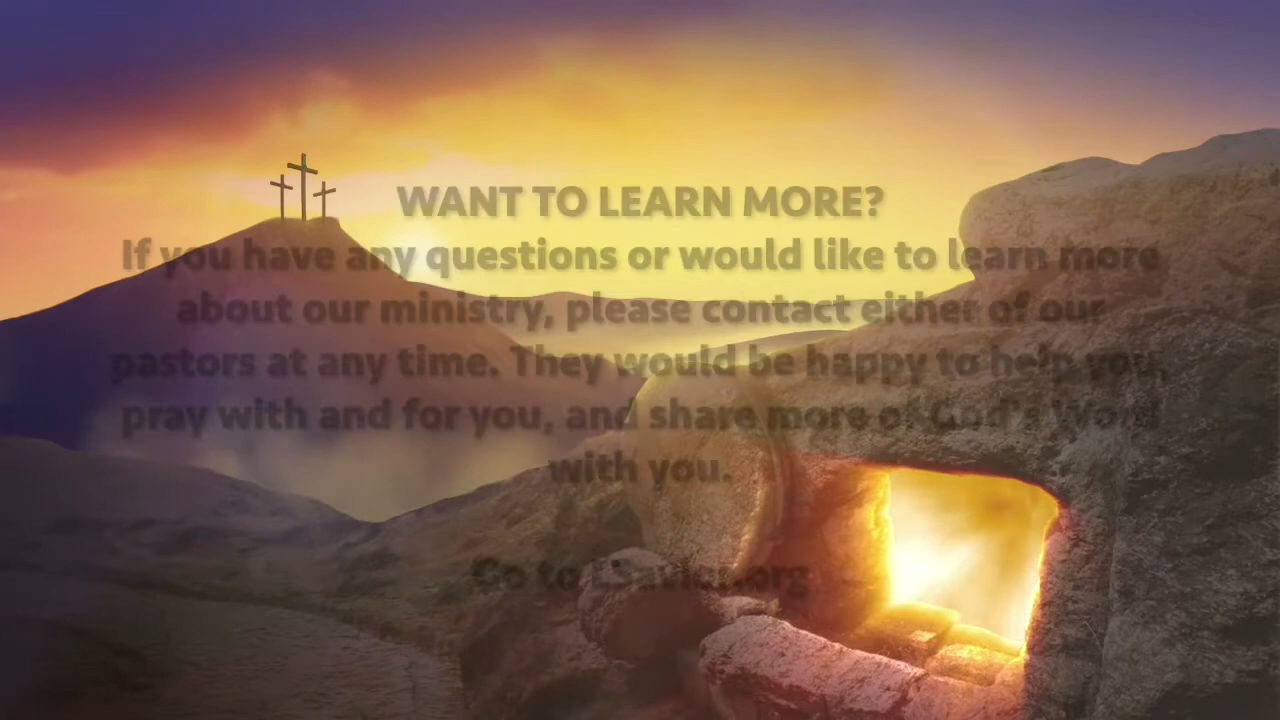 WANT TO LEARN MORE?
If you have any questions or would like to learn more
about our ministry, please contact either of our
pastors at any time. They would be happy to help you,
pray with and for you, and share more of God's Word
with you.
Go to